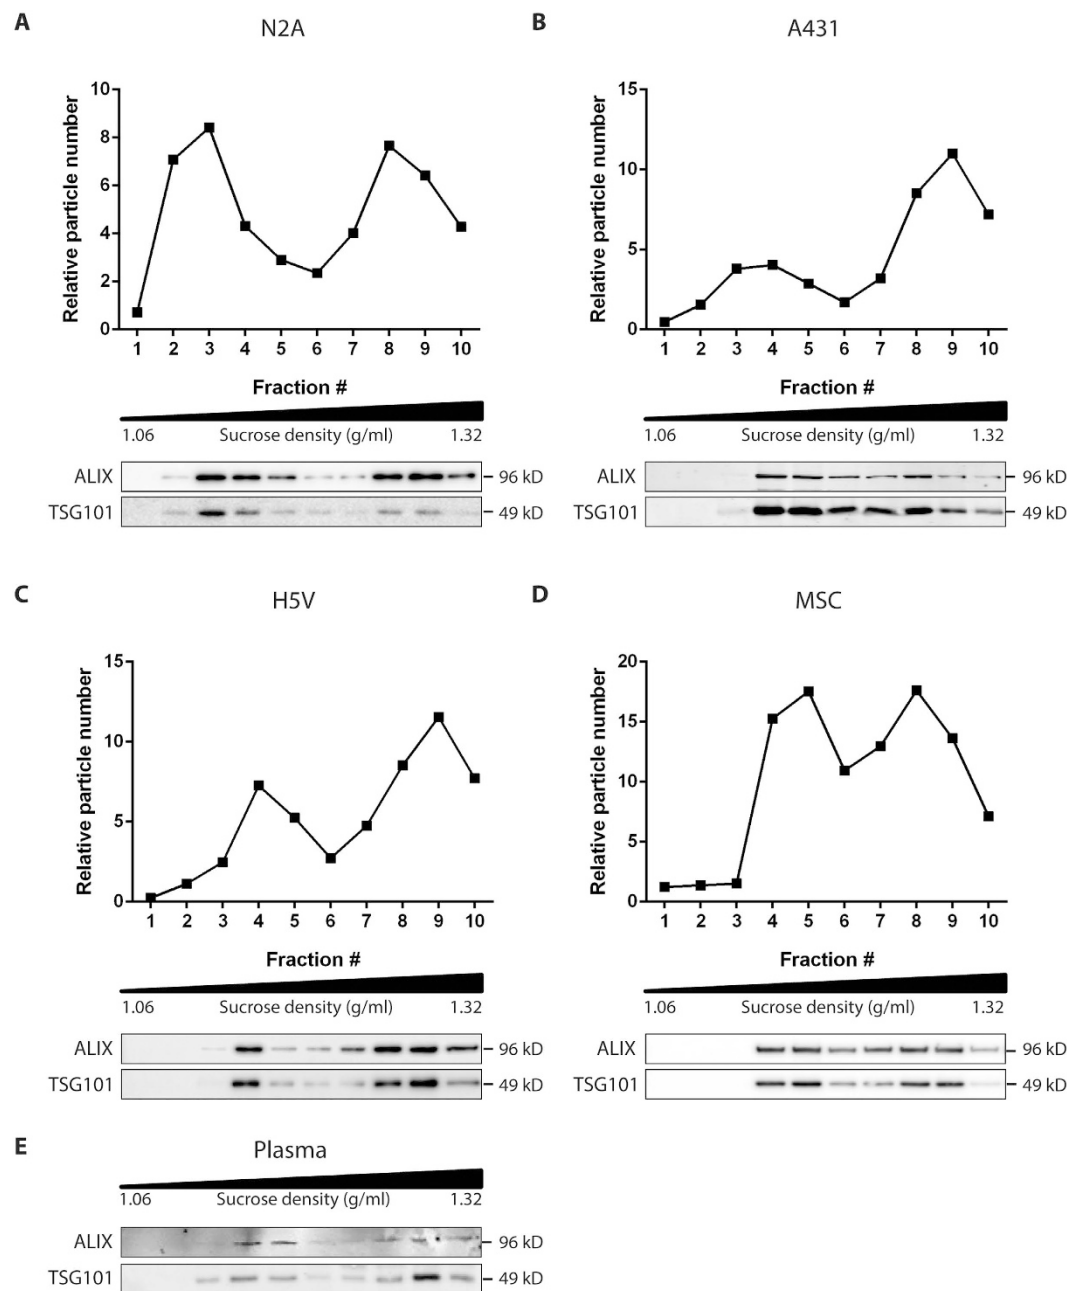 A
N2A
Relative particle number
10
8
6
4
2
0
1 2 3 4 5 6 7 8 9 10
Fraction #
1.06 Sucrose density (g/ml) 1.32
ALIX 96 kD
TSG101 49 kD
B
A431
Relative particle number
15
10
5
0
1 2 3 4 5 6 7 8 9 10
Fraction #
1.06 Sucrose density (g/ml) 1.32
ALIX 96 kD
TSG101 49 kD
C
H5V
Relative particle number
15
10
5
0
1 2 3 4 5 6 7 8 9 10
Fraction #
1.06 Sucrose density (g/ml) 1.32
ALIX 96 kD
TSG101 49 kD
D
MSC
Relative particle number
20
15
10
5
0
1 2 3 4 5 6 7 8 9 10
Fraction #
1.06 Sucrose density (g/ml) 1.32
ALIX 96 kD
TSG101 49 kD
E
Plasma
1.06 Sucrose density (g/ml) 1.32
ALIX 96 kD
TSG101 49 kD